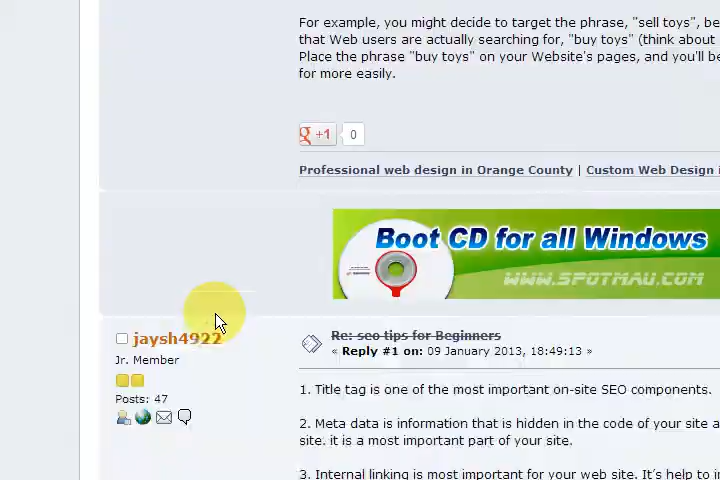 For example, you might decide to target the phrase, "sell toys", be
that Web users are actually searching for, "buy toys" (think about
Place the phrase "buy toys" on your Website's pages, and you'll be
for more easily.
g +1 0
Professional web design in Orange County | Custom Web Design i
Boot CD for all Windows
WWW.SPOTMAU.COM
jaysh4922
Jr. Member
Posts: 47
Re: seo tips for Beginners
« Reply #1 on: 09 January 2013, 18:49:13 »
1. Title tag is one of the most important on-site SEO components.
2. Meta data is information that is hidden in the code of your site a
site. it is a most important part of your site.
3. Internal linking is most important for your web site. It's help to i